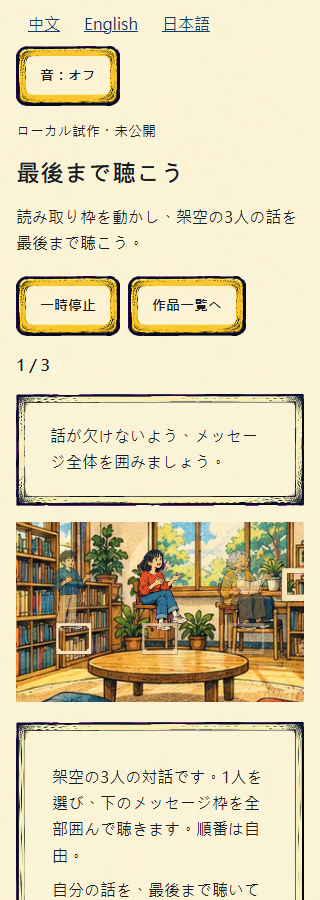 中文 English 日本語
音：オフ
ローカル試作・未公開
最後まで聴こう
読み取り枠を動かし、架空の3人の話を
最後まで聴こう。
一時停止 作品一覧へ
1 / 3
話が欠けないよう、メッセー
ジ全体を囲みましょう。
架空の3人の対話です。1人を
選び、下のメッセージ枠を全
部囲んで聴きます。順番は自
由。
自分の話を、最後まで聴いて